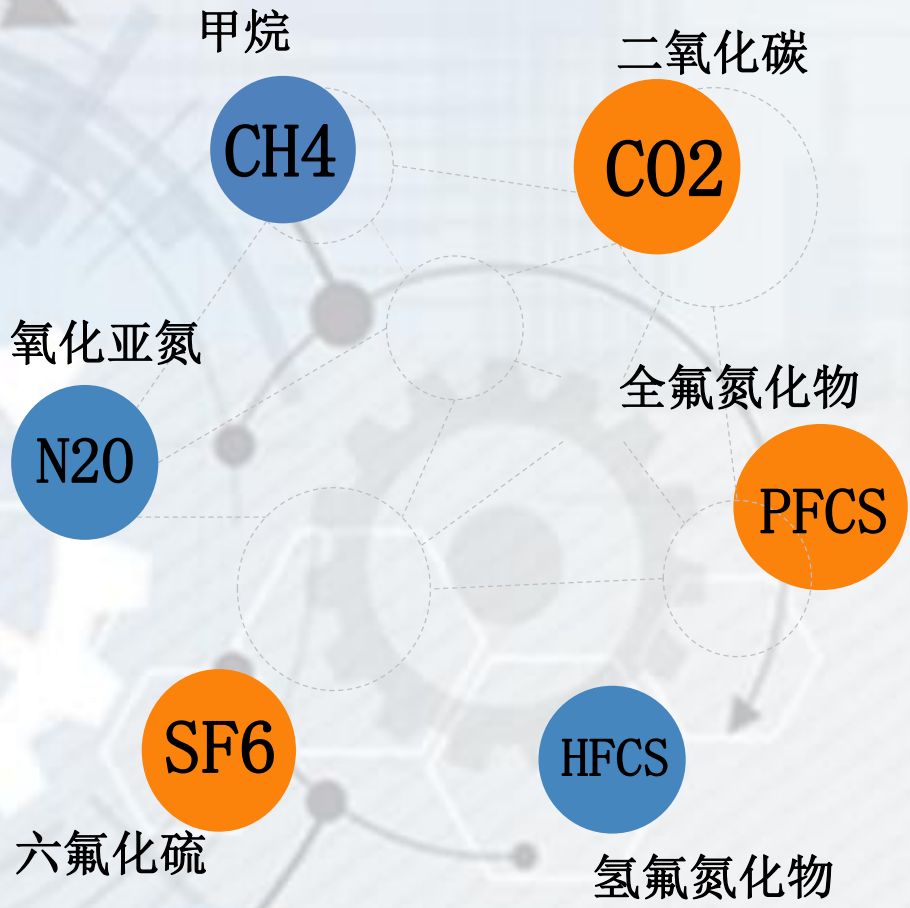 甲烷
CH4
二氧化碳
CO2
氧化亚氮
N2O
全氟氮化物
PFCS
SF6
六氟化硫
HFCS
氢氟氮化物